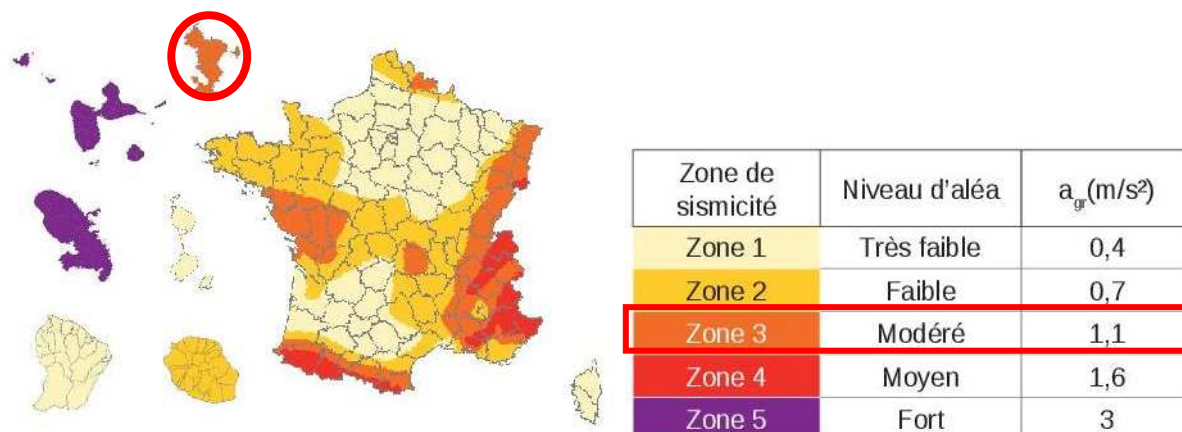 Zone de sismicité Niveau d'aléa a_gr(m/s²)
Zone 1 Très faible 0,4
Zone 2 Faible 0,7
Zone 3 Modéré 1,1
Zone 4 Moyen 1,6
Zone 5 Fort 3